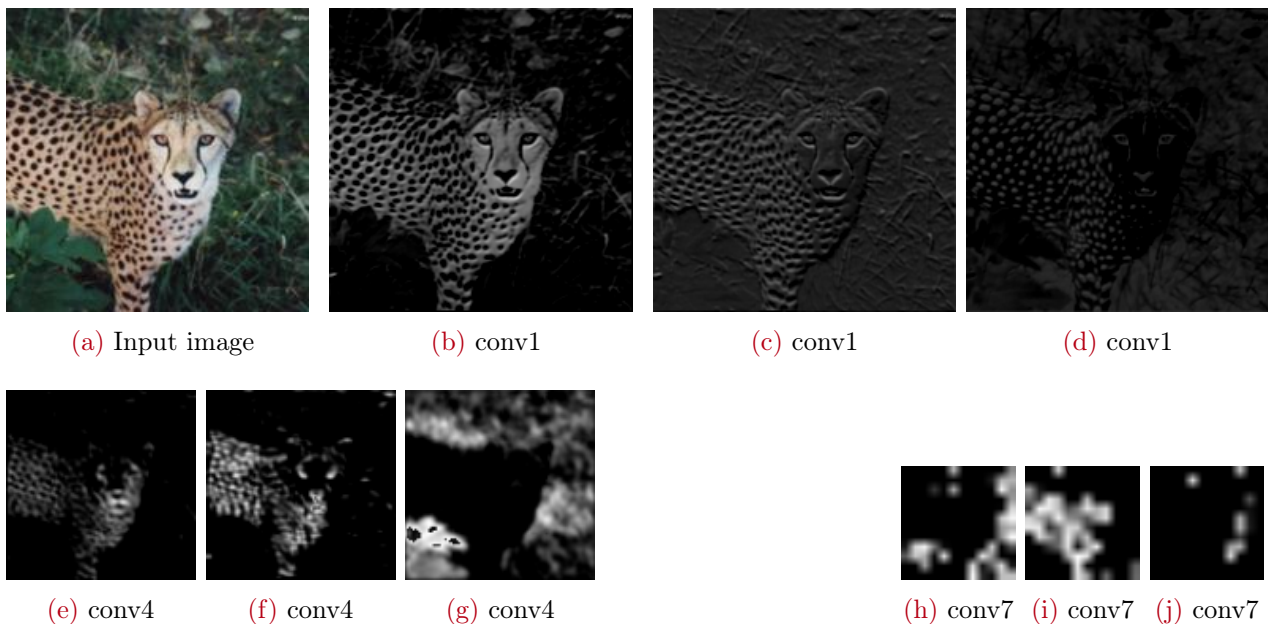 (a) Input image
(b) conv1
(c) conv1
(d) conv1
(e) conv4
(f) conv4
(g) conv4
(h) conv7
(i) conv7
(j) conv7